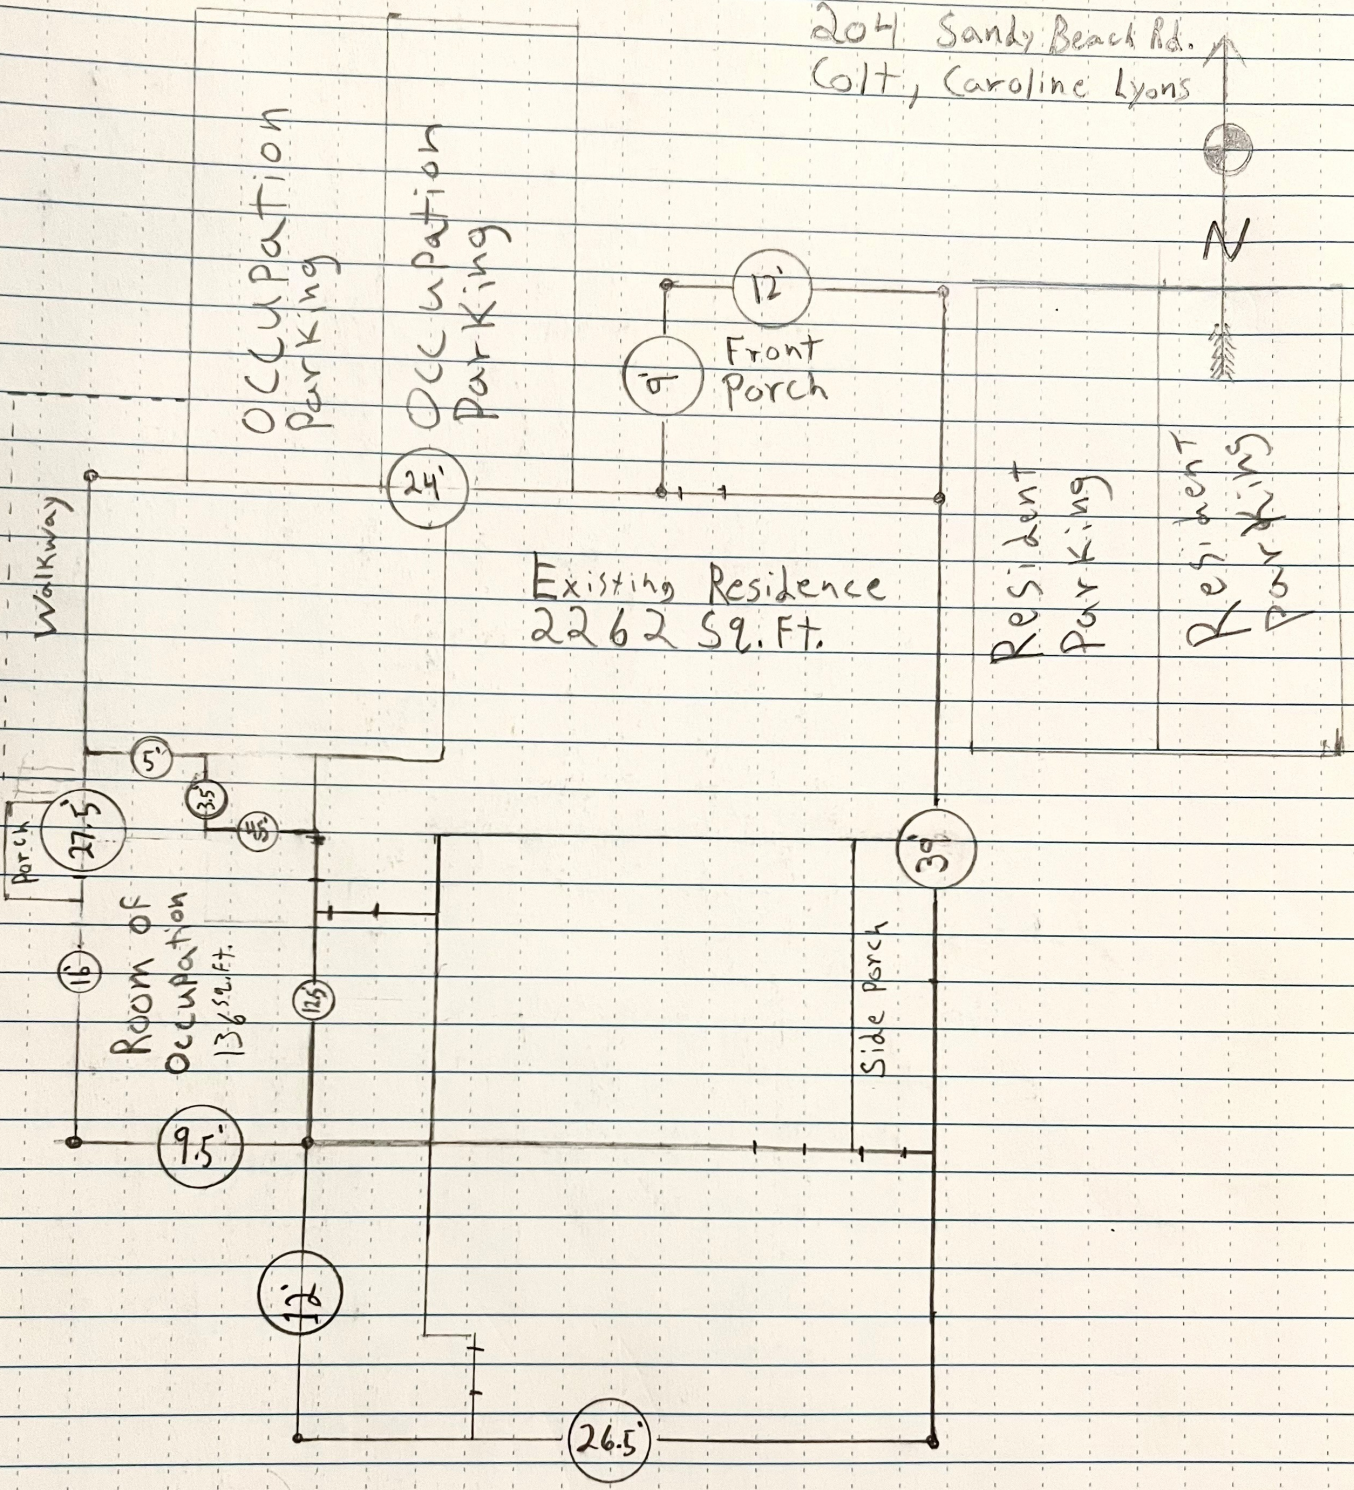 204 Sandy Beach Rd.
Colt, Caroline Lyons
N
Occupation
Parking
Occupation
Parking
12'
9'
Front
Porch
24'
Walkway
Existing Residence
2262 Sq.Ft.
Resident
Parking
Resident
Parking
5'
3.5'
27.5'
Porch
39'
16'
Room of
Occupation
136 sq.ft.
12.5'
Side Porch
9.5'
12'
26.5'